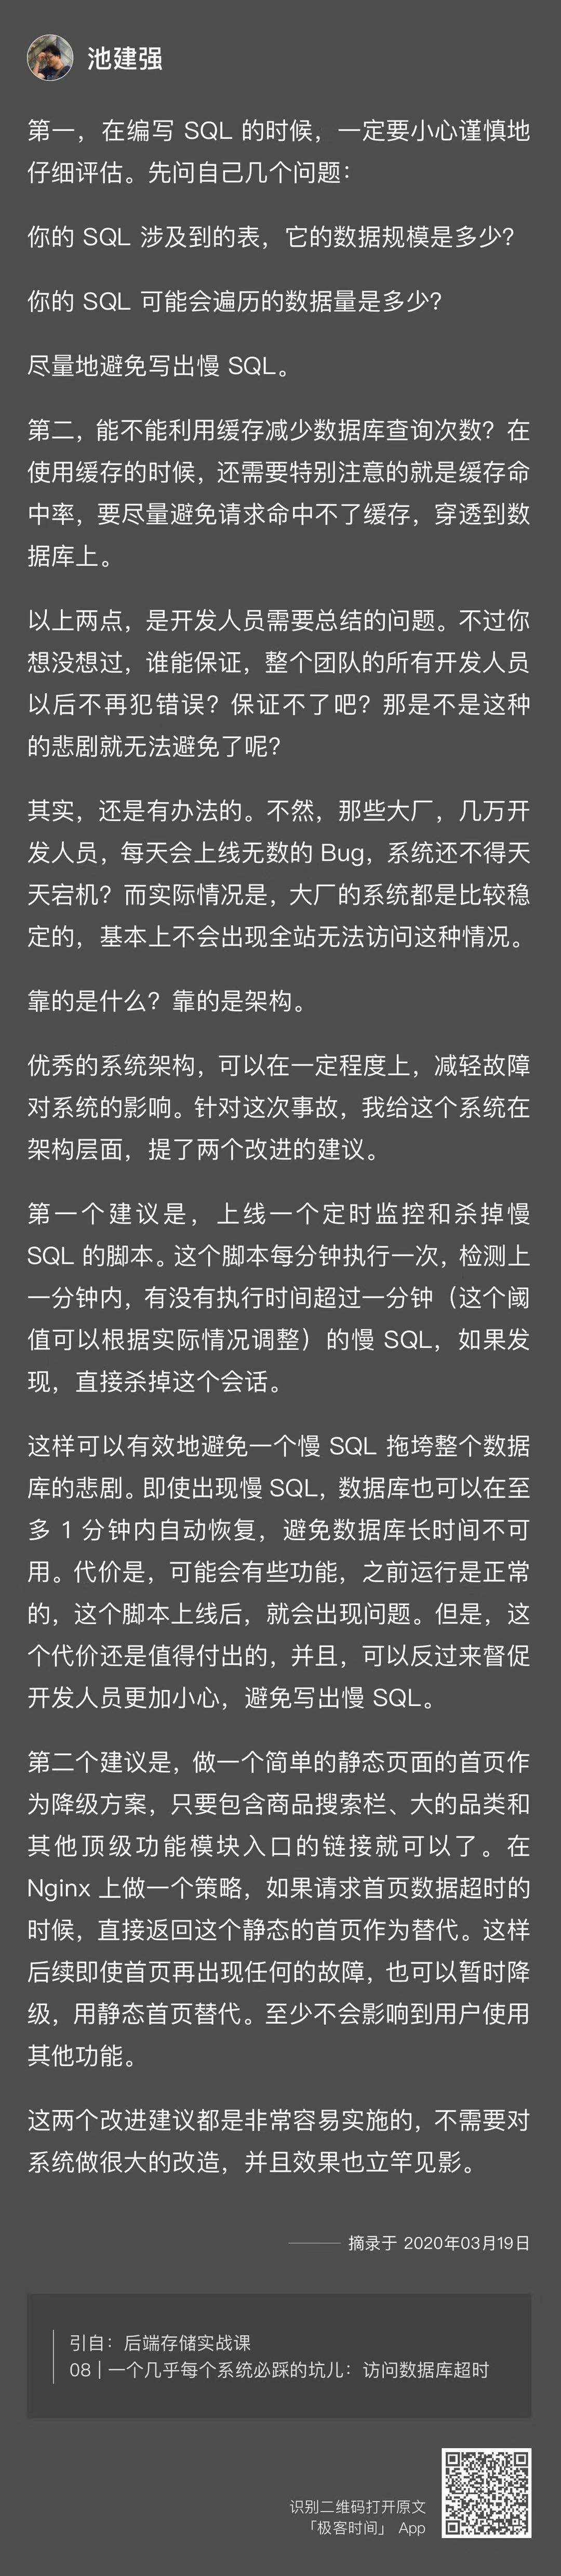 池建强
第一，在编写 SQL 的时候，一定要小心谨慎地
仔细评估。先问自己几个问题：
你的 SQL 涉及到的表，它的数据规模是多少？
你的 SQL 可能会遍历的数据量是多少？
尽量地避免写出慢 SQL。
第二，能不能利用缓存减少数据库查询次数？在
使用缓存的时候，还需要特别注意的就是缓存命
中率，要尽量避免请求命中不了缓存，穿透到数
据库上。
以上两点，是开发人员需要总结的问题。不过你
想没想过，谁能保证，整个团队的所有开发人员
以后不再犯错误？保证不了吧？那是不是这种
的悲剧就无法避免了呢？
其实，还是有办法的。不然，那些大厂，几万开
发人员，每天会上线无数的 Bug，系统还不得天
天宕机？而实际情况是，大厂的系统都是比较稳
定的，基本上不会出现全站无法访问这种情况。
靠的是什么？靠的是架构。
优秀的系统架构，可以在一定程度上，减轻故障
对系统的影响。针对这次事故，我给这个系统在
架构层面，提了两个改进的建议。
第一个建议是，上线一个定时监控和杀掉慢
SQL 的脚本。这个脚本每分钟执行一次，检测上
一分钟内，有没有执行时间超过一分钟（这个阈
值可以根据实际情况调整）的慢 SQL，如果发
现，直接杀掉这个会话。
这样可以有效地避免一个慢 SQL 拖垮整个数据
库的悲剧。即使出现慢 SQL，数据库也可以在至
多 1 分钟内自动恢复，避免数据库长时间不可
用。代价是，可能会有些功能，之前运行是正常
的，这个脚本上线后，就会出现问题。但是，这
个代价还是值得付出的，并且，可以反过来督促
开发人员更加小心，避免写出慢 SQL。
第二个建议是，做一个简单的静态页面的首页作
为降级方案，只要包含商品搜索栏、大的品类和
其他顶级功能模块入口的链接就可以了。在
Nginx 上做一个策略，如果请求首页数据超时的
时候，直接返回这个静态的首页作为替代。这样
后续即使首页再出现任何的故障，也可以暂时降
级，用静态首页替代。至少不会影响到用户使用
其他功能。
这两个改进建议都是非常容易实施的，不需要对
系统做很大的改造，并且效果也立竿见影。
摘录于 2020年03月19日
引自：后端存储实战课
08 | 一个几乎每个系统必踩的坑儿：访问数据库超时
识别二维码打开原文
「极客时间」 App